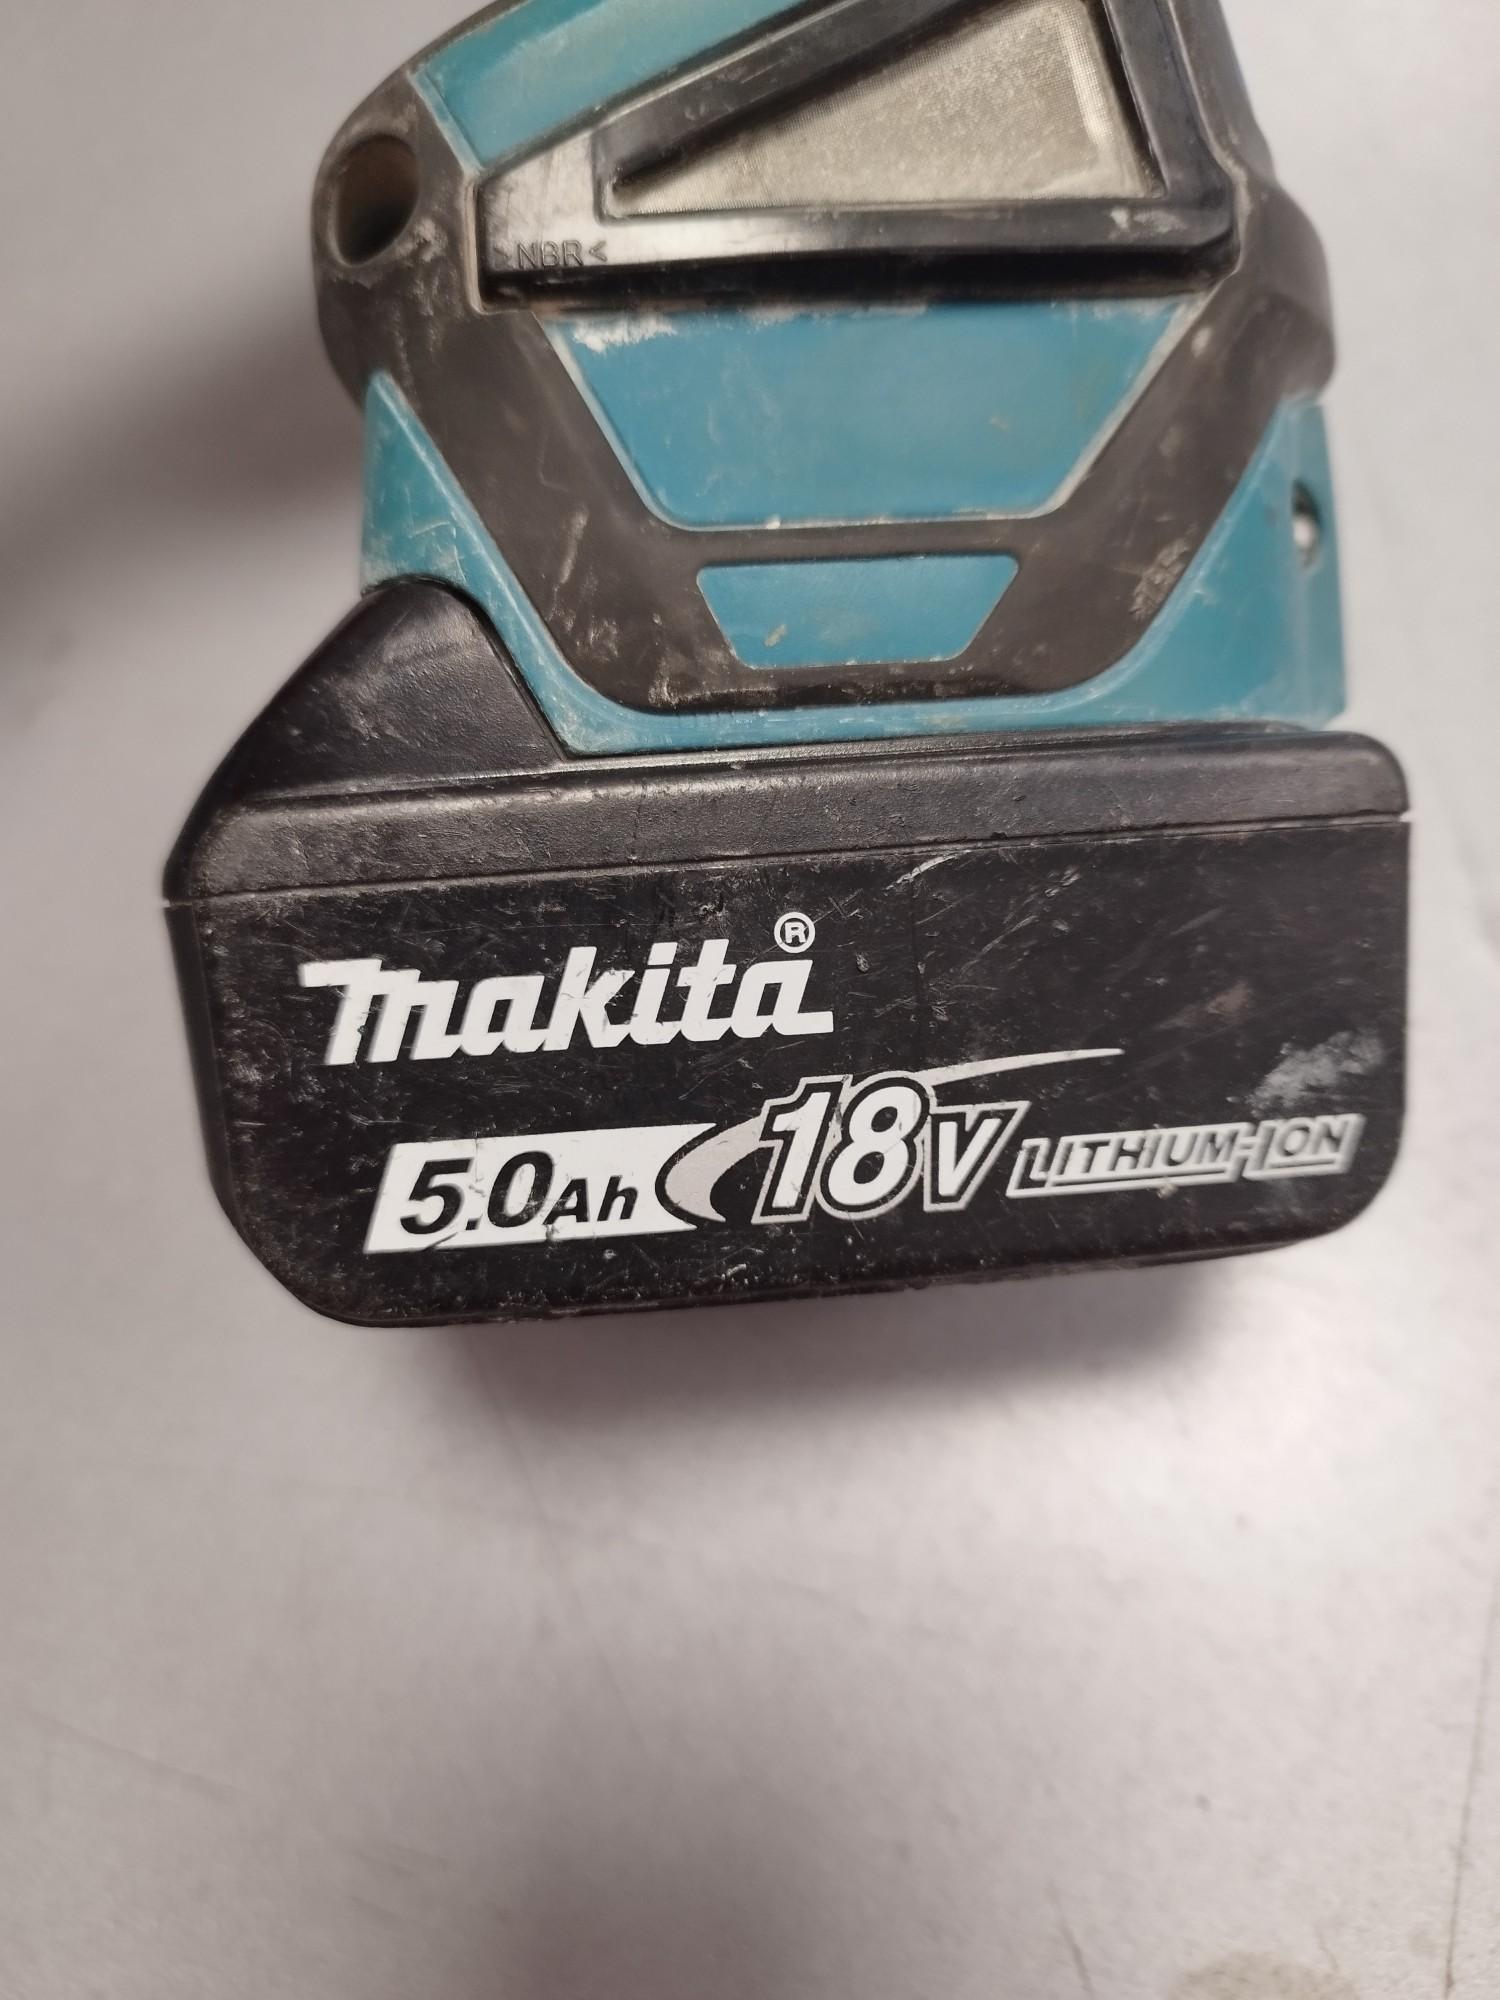 >NBR<
makita®
5.0Ah 18V LITHIUM-ION